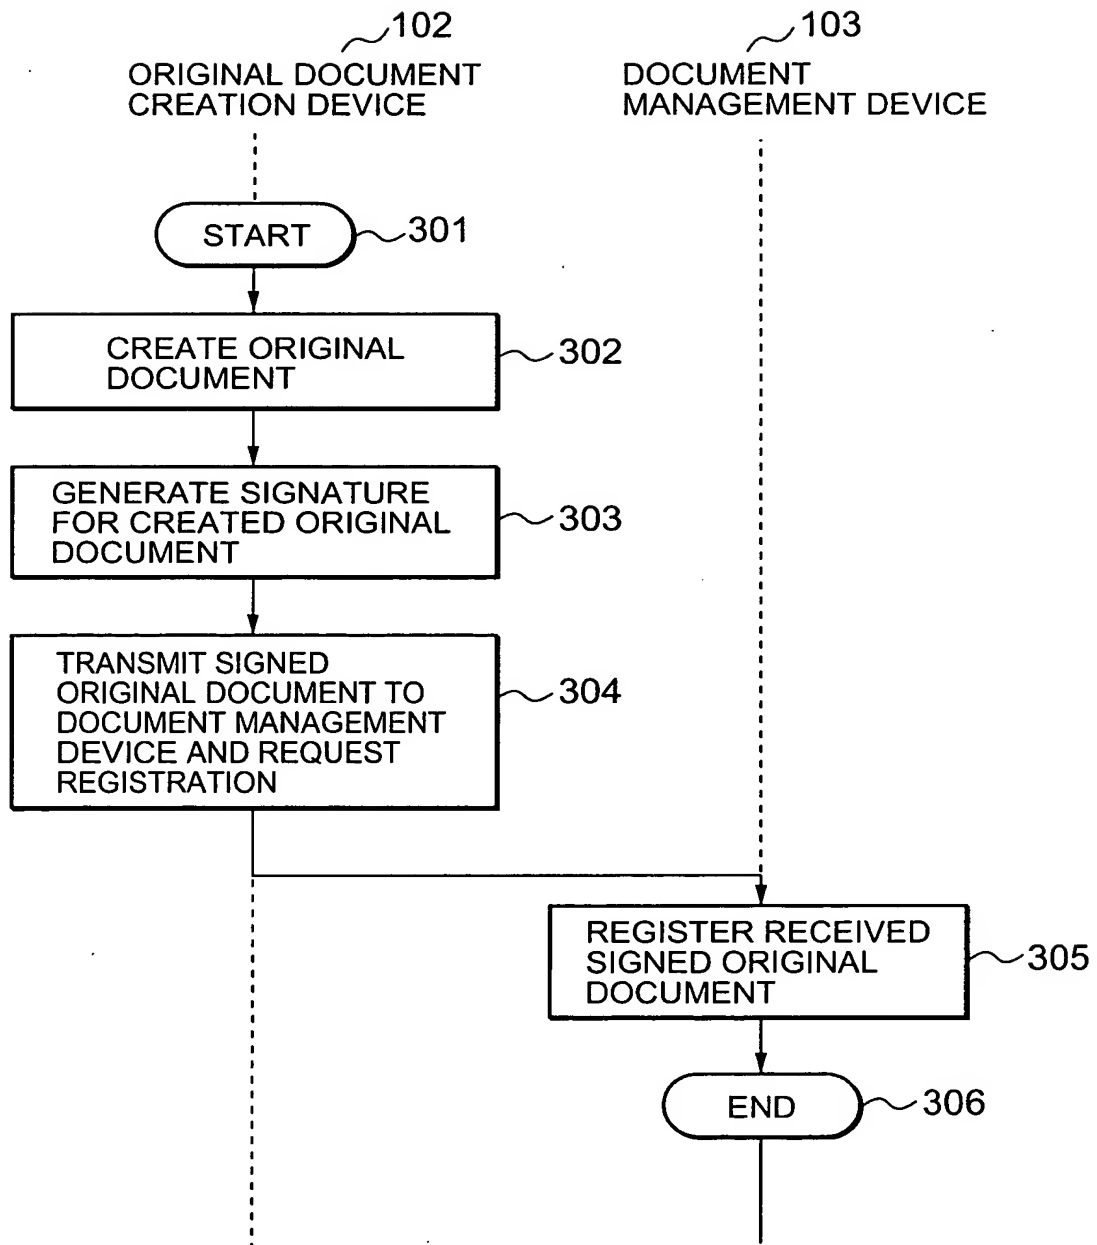 102
ORIGINAL DOCUMENT
CREATION DEVICE
103
DOCUMENT
MANAGEMENT DEVICE
START
301
CREATE ORIGINAL
DOCUMENT
302
GENERATE SIGNATURE
FOR CREATED ORIGINAL
DOCUMENT
303
TRANSMIT SIGNED
ORIGINAL DOCUMENT TO
DOCUMENT MANAGEMENT
DEVICE AND REQUEST
REGISTRATION
304
REGISTER RECEIVED
SIGNED ORIGINAL
DOCUMENT
305
END
306